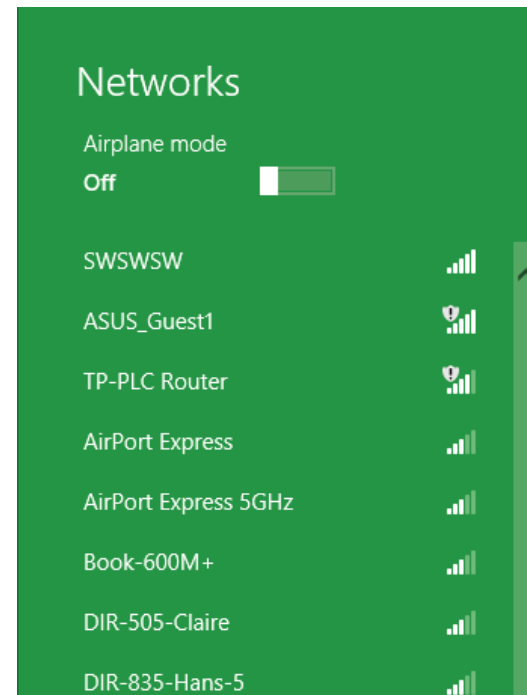 Networks
Airplane mode
Off
SWSWSW
ASUS_Guest1
TP-PLC Router
AirPort Express
AirPort Express 5GHz
Book-600M+
DIR-505-Claire
DIR-835-Hans-5